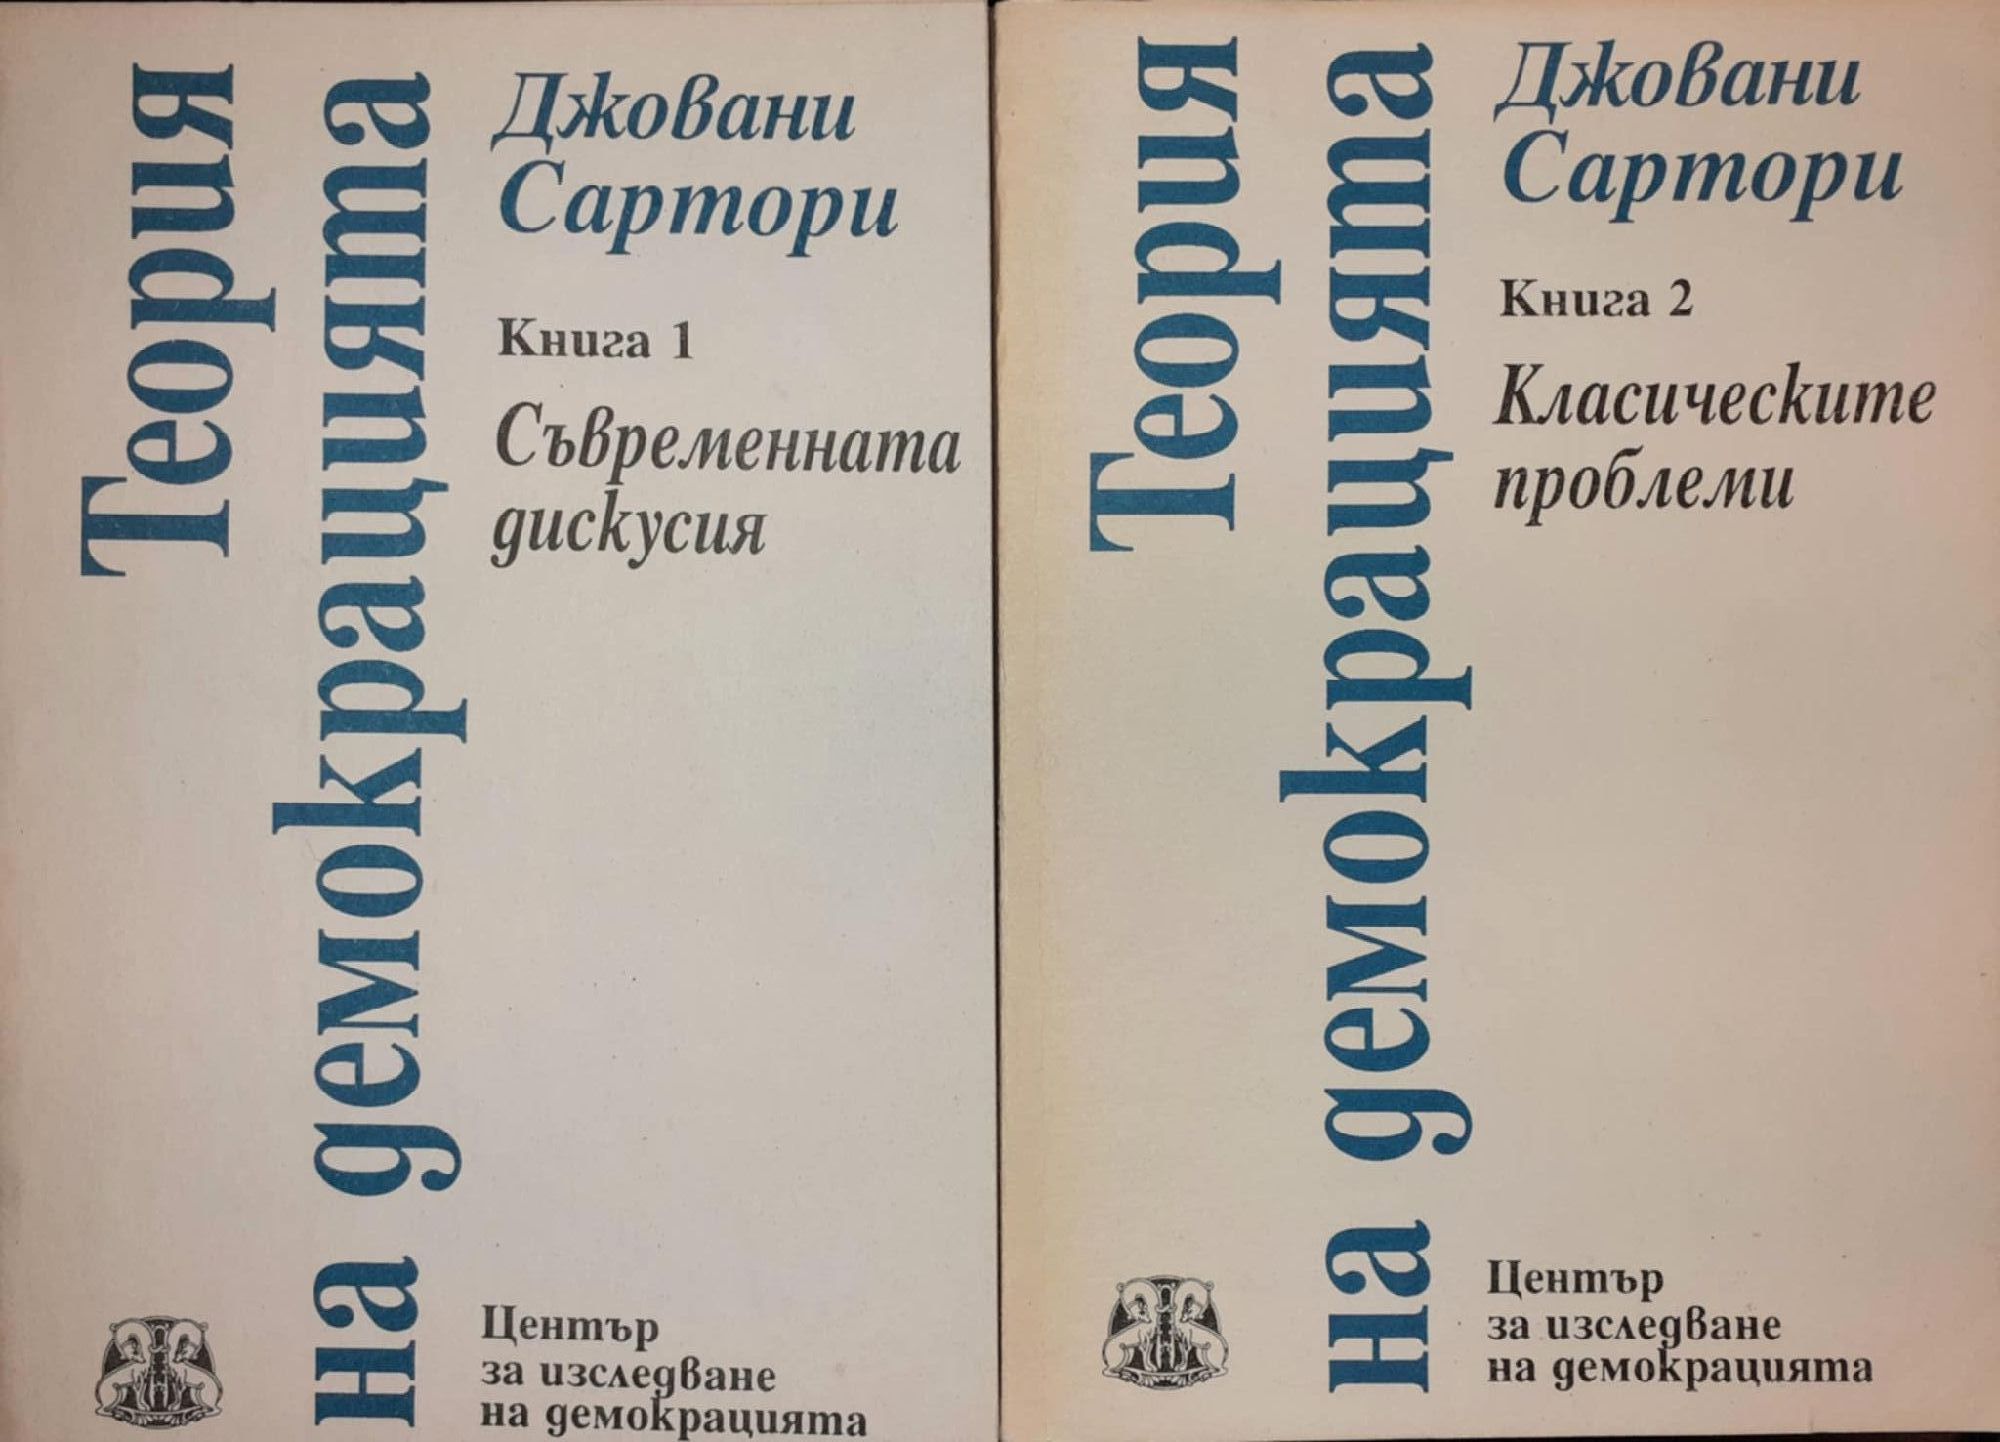 Теория
на демокрацията
Джовани
Сартори
Книга 1
Съвременната
дискусия
Център
за изследване
на демокрацията
Теория
на демокрацията
Джовани
Сартори
Книга 2
Класическите
проблеми
Център
за изследване
на демокрацията